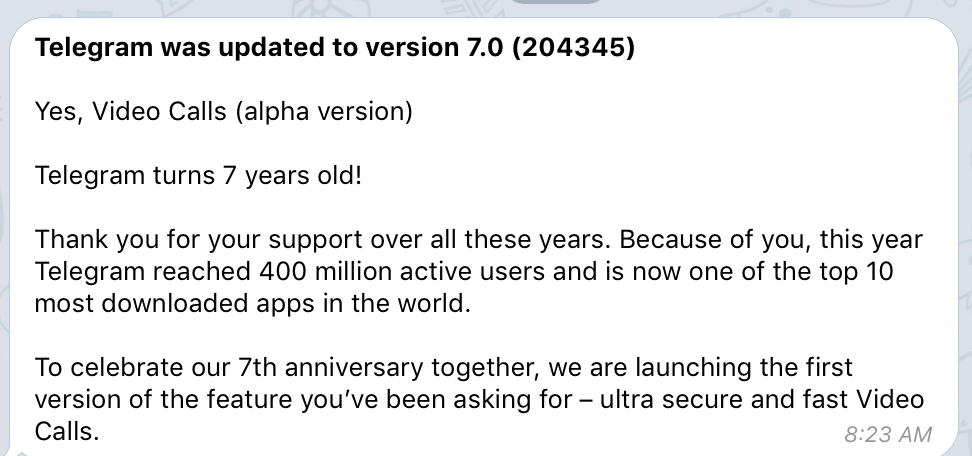 Telegram was updated to version 7.0 (204345)
Yes, Video Calls (alpha version)
Telegram turns 7 years old!
Thank you for your support over all these years. Because of you, this year
Telegram reached 400 million active users and is now one of the top 10
most downloaded apps in the world.
To celebrate our 7th anniversary together, we are launching the first
version of the feature you’ve been asking for – ultra secure and fast Video
Calls.
8:23 AM